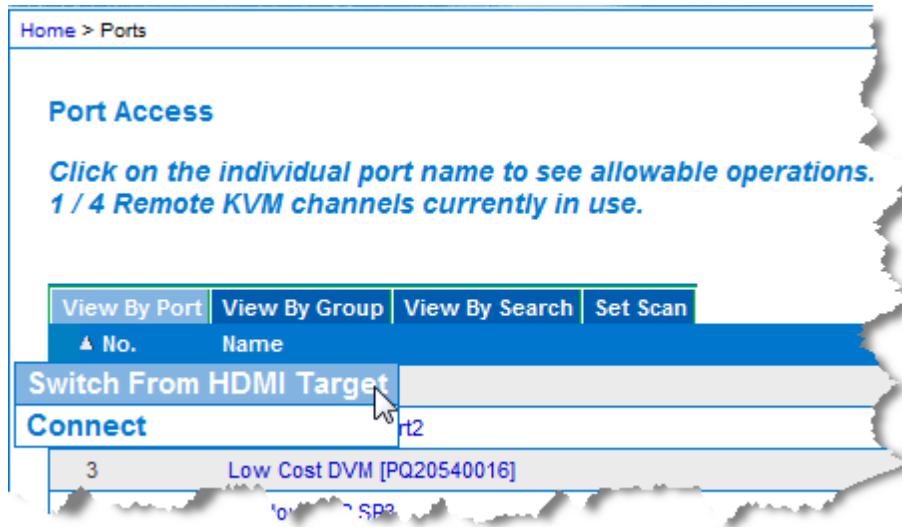 Home > Ports
Port Access
Click on the individual port name to see allowable operations.
1 / 4 Remote KVM channels currently in use.
View By Port View By Group View By Search Set Scan
▲ No. Name
Switch From HDMI Target
Connect rt2
3 Low Cost DVM [PQ20540016]
SP3